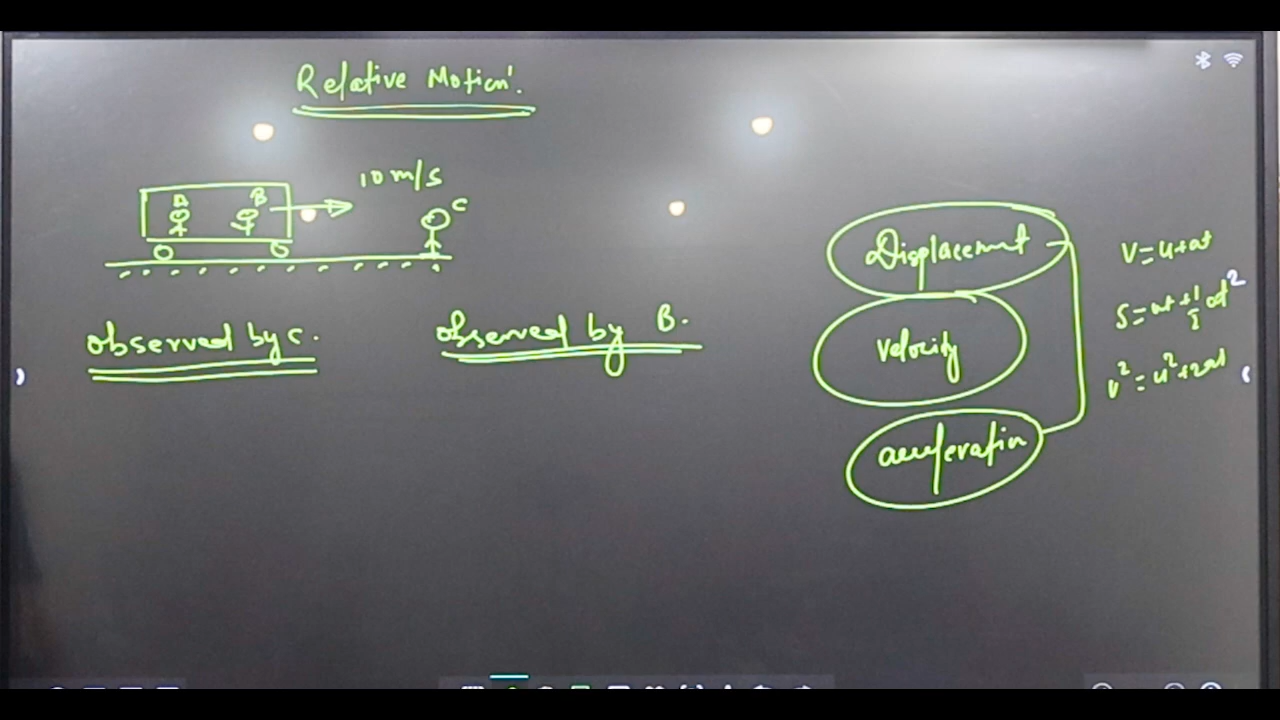 Relative Motion.
10 m/s
A B
C
observed by C.
observed by B.
Displacement
Velocity
acceleration
V = u + at
S = ut + 1/2 at²
v² = u² + 2as